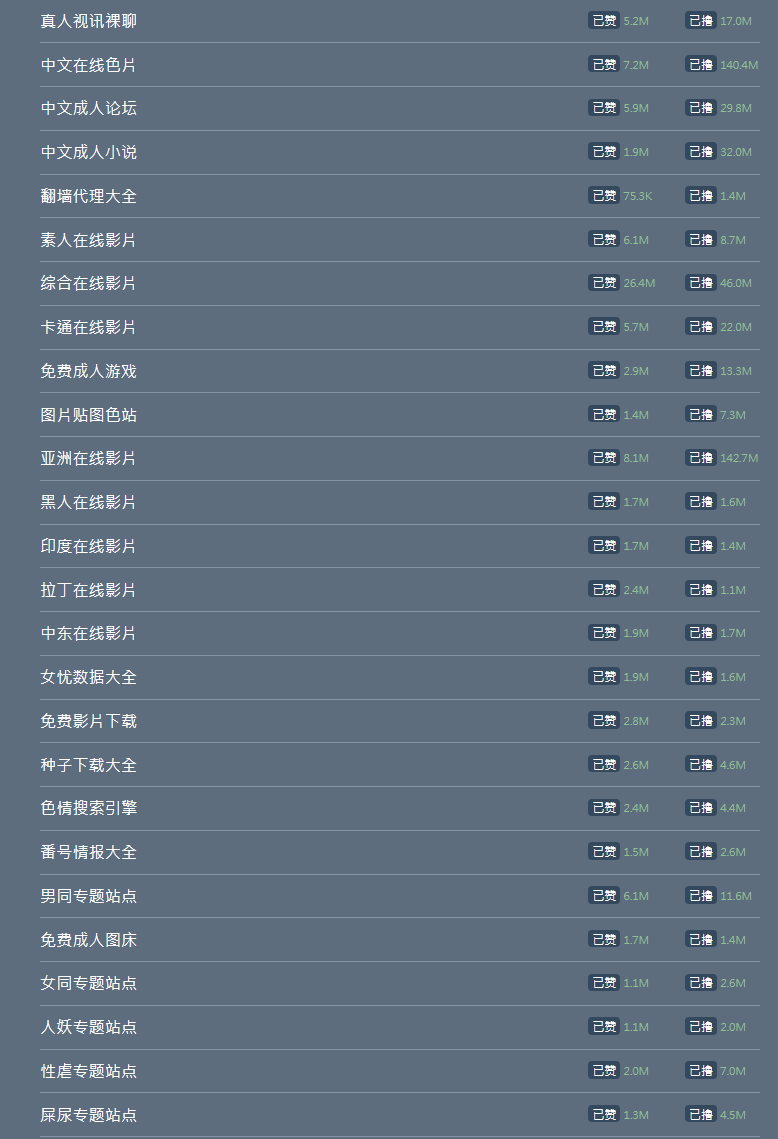 真人视讯裸聊 已赞 5.2M 已撸 17.0M
中文在线色片 已赞 7.2M 已撸 140.4M
中文成人论坛 已赞 5.9M 已撸 29.8M
中文成人小说 已赞 1.9M 已撸 32.0M
翻墙代理大全 已赞 75.3K 已撸 1.4M
素人在线影片 已赞 6.1M 已撸 8.7M
综合在线影片 已赞 26.4M 已撸 46.0M
卡通在线影片 已赞 5.7M 已撸 22.0M
免费成人游戏 已赞 2.9M 已撸 13.3M
图片贴图色站 已赞 1.4M 已撸 7.3M
亚洲在线影片 已赞 8.1M 已撸 142.7M
黑人在线影片 已赞 1.7M 已撸 1.6M
印度在线影片 已赞 1.7M 已撸 1.4M
拉丁在线影片 已赞 2.4M 已撸 1.1M
中东在线影片 已赞 1.9M 已撸 1.7M
女忧数据大全 已赞 1.9M 已撸 1.6M
免费影片下载 已赞 2.8M 已撸 2.3M
种子下载大全 已赞 2.6M 已撸 4.6M
色情搜索引擎 已赞 2.4M 已撸 4.4M
番号情报大全 已赞 1.5M 已撸 2.6M
男同专题站点 已赞 6.1M 已撸 11.6M
免费成人图床 已赞 1.7M 已撸 1.4M
女同专题站点 已赞 1.1M 已撸 2.6M
人妖专题站点 已赞 1.1M 已撸 2.0M
性虐专题站点 已赞 2.0M 已撸 7.0M
屎尿专题站点 已赞 1.3M 已撸 4.5M